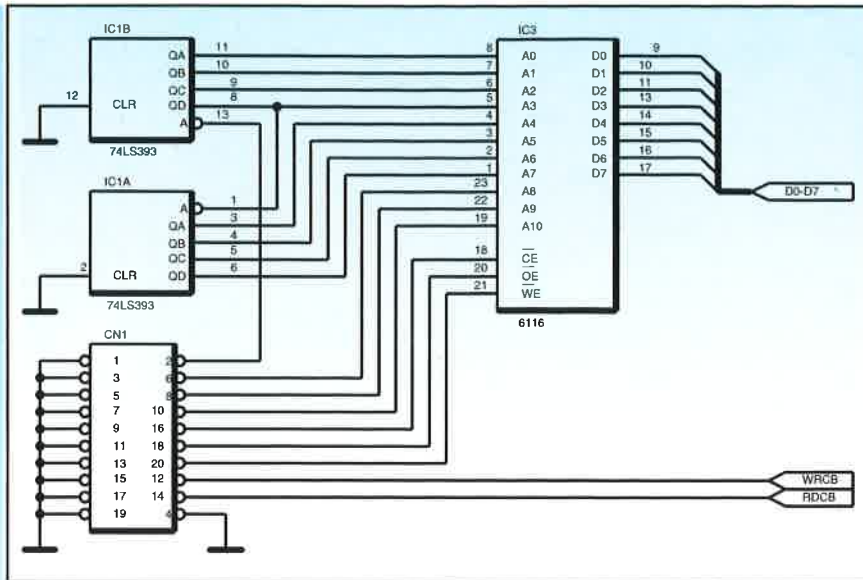 IC1B
12
CLR
QA 11
QB 10
QC 9
QD 8
A 13
74LS393
IC1A
2
CLR
A 1
QA 3
QB 4
QC 5
QD 6
74LS393
CN1
1 2
3 6
5 8
7 10
9 16
11 18
13 20
15 12
17 14
19 4
IC3
8 A0 D0 9
7 A1 D1 10
6 A2 D2 11
5 A3 D3 13
4 A4 D4 14
3 A5 D5 15
2 A6 D6 16
1 A7 D7 17
23 A8
22 A9
19 A10
18 C̅E̅
20 O̅E̅
21 W̅E̅
6116
D0-D7
WRCB
RDCB